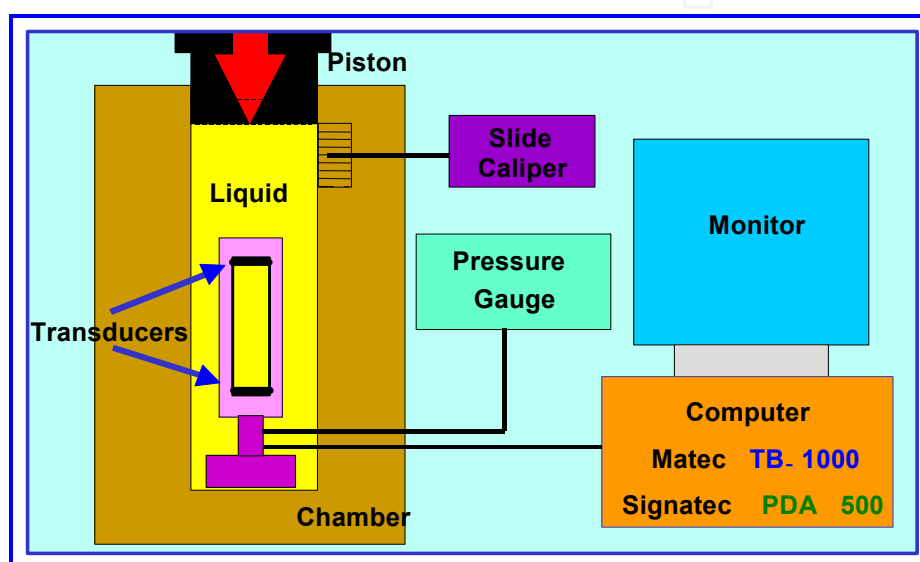 Piston
Slide
Caliper
Liquid
Monitor
Pressure
Gauge
Transducers
Computer
Matec TB- 1000
Signatec PDA 500
Chamber